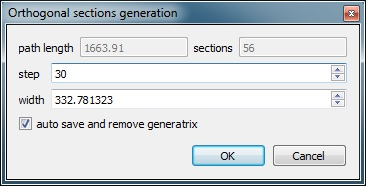 Orthogonal sections generation
path length 1663.91 sections 56
step 30
width 332.781323
auto save and remove generatrix
OK Cancel